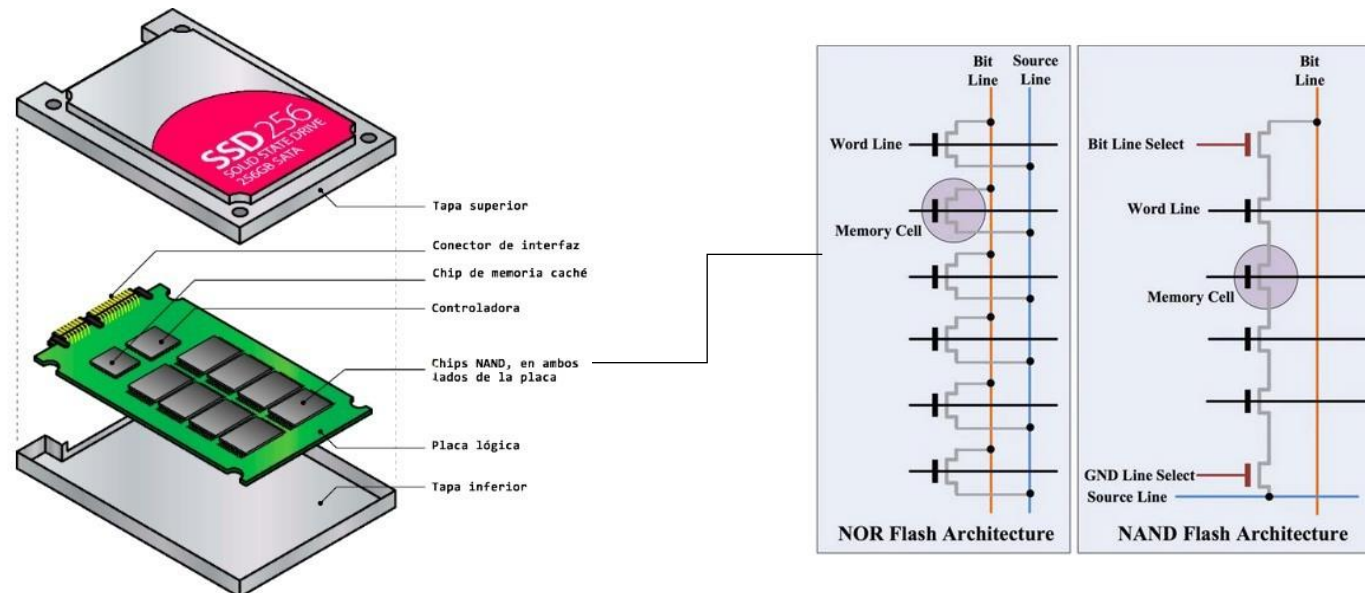 SSD 256
SOLID STATE DRIVE
256GB SATA
Tapa superior
Conector de interfaz
Chip de memoria caché
Controladora
Chips NAND, en ambos
lados de la placa
Placa lógica
Tapa inferior
Bit
Line
Source
Line
Word Line
Memory Cell
NOR Flash Architecture
Bit
Line
Bit Line Select
Word Line
Memory Cell
GND Line Select
Source Line
NAND Flash Architecture